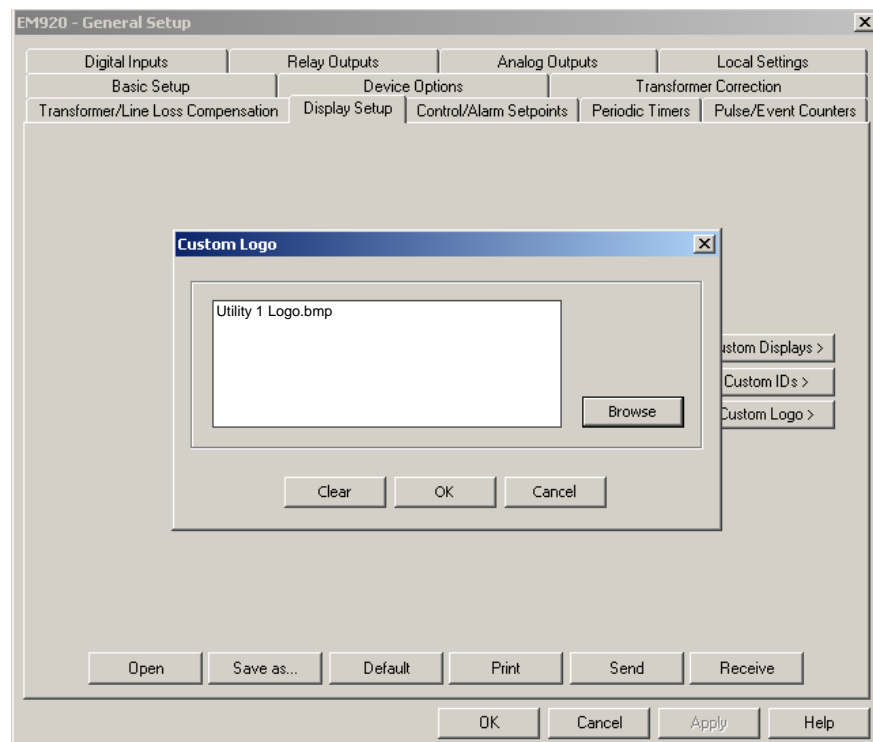 EM920 - General Setup
Digital Inputs Relay Outputs Analog Outputs Local Settings
Basic Setup Device Options Transformer Correction
Transformer/Line Loss Compensation Display Setup Control/Alarm Setpoints Periodic Timers Pulse/Event Counters
Custom Logo
Utility 1 Logo.bmp
ustom Displays >
Custom IDs >
Browse
Custom Logo >
Clear OK Cancel
Open Save as... Default Print Send Receive
OK Cancel Apply Help